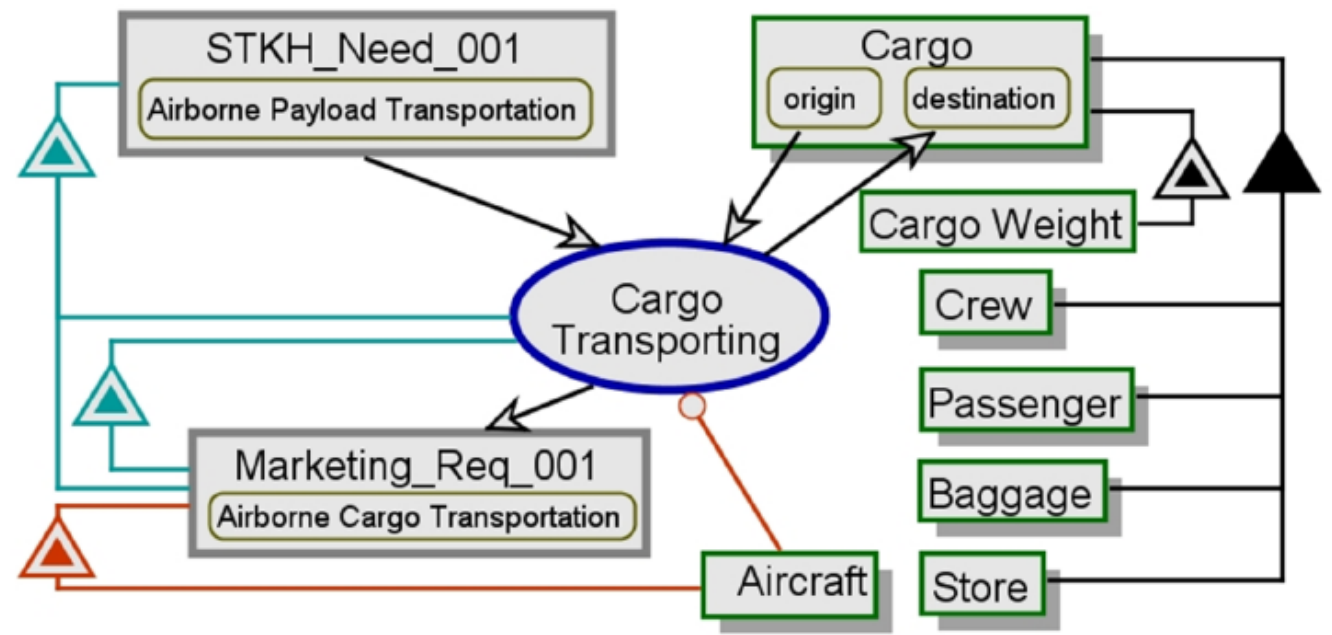 STKH_Need_001
Airborne Payload Transportation
Cargo
origin
destination
Cargo Weight
Crew
Cargo
Transporting
Passenger
Marketing_Req_001
Airborne Cargo Transportation
Baggage
Aircraft
Store